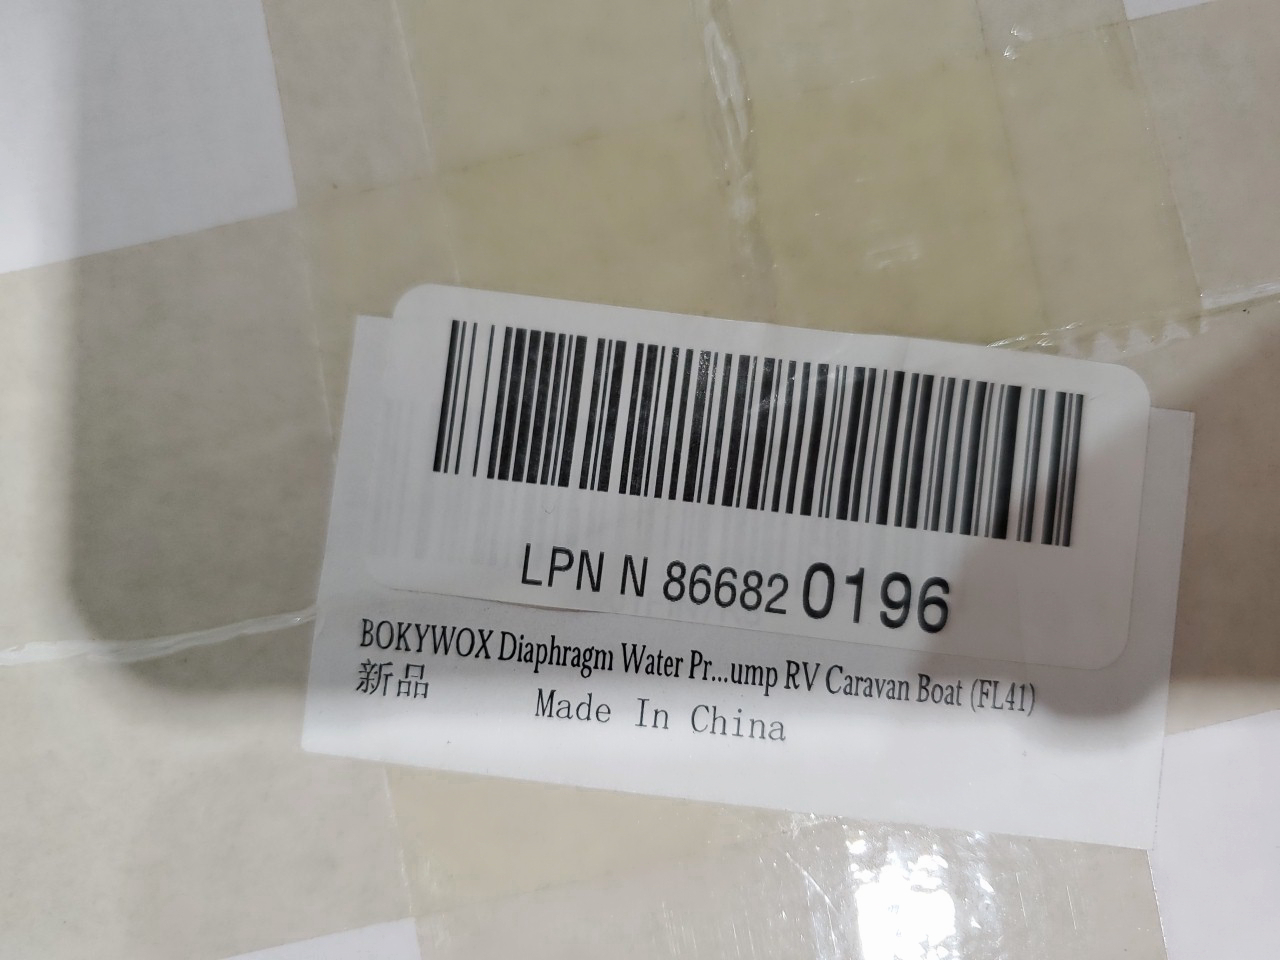 LPN N 86682 0196
BOKYWOX Diaphragm Water Pr...ump RV Caravan Boat (FL41)
新品
Made In China